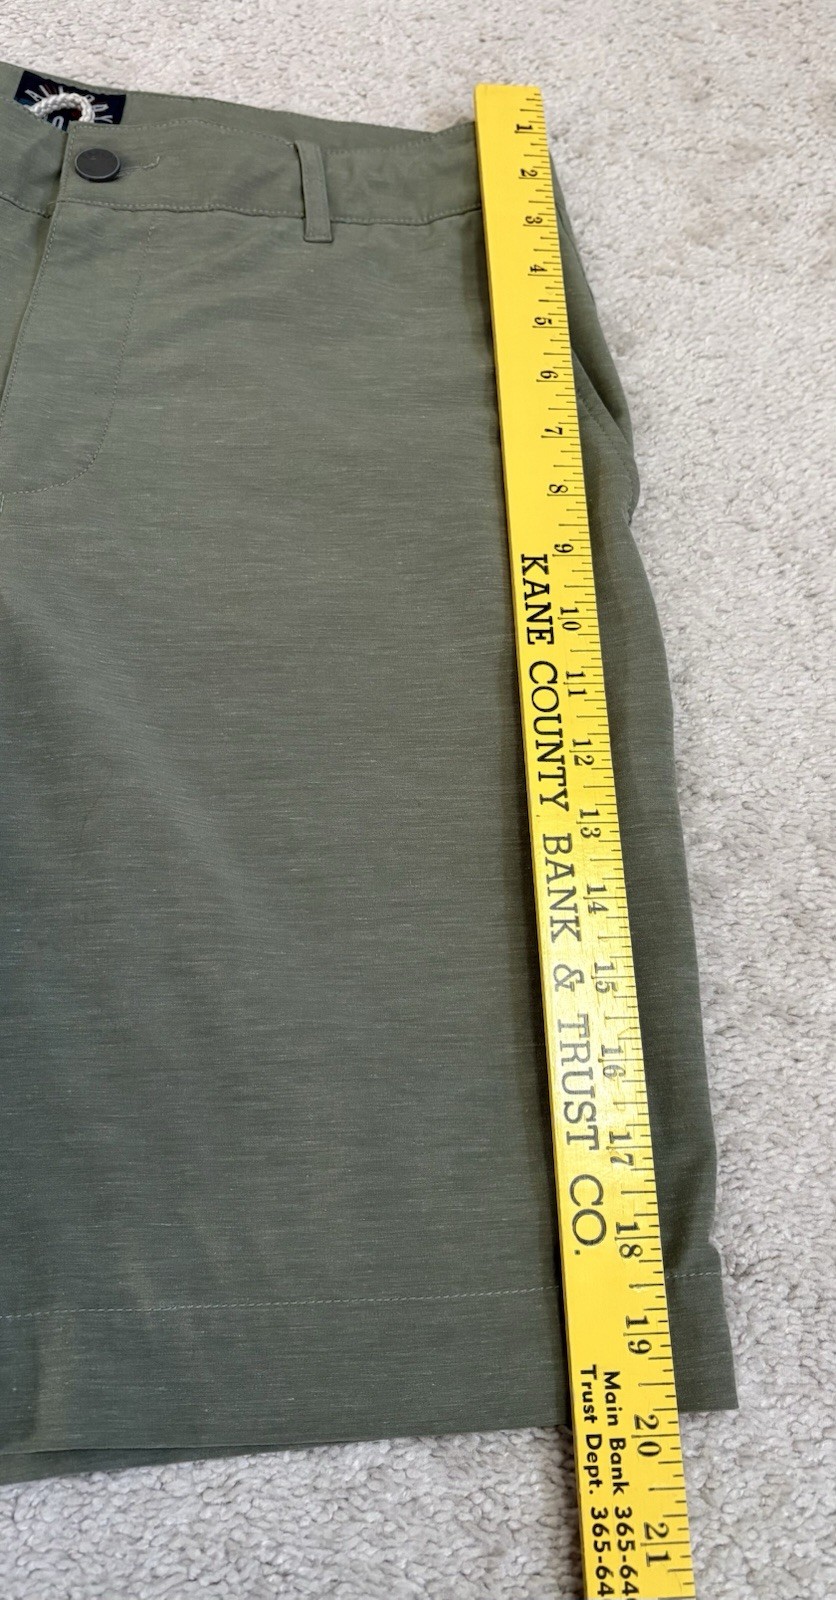 1 2 3 4 5 6 7 8 9 10 11 12 13 14 15 16 17 18 19 20 21
KANE COUNTY BANK & TRUST CO.
Main Bank 365-64
Trust Dept. 365-64